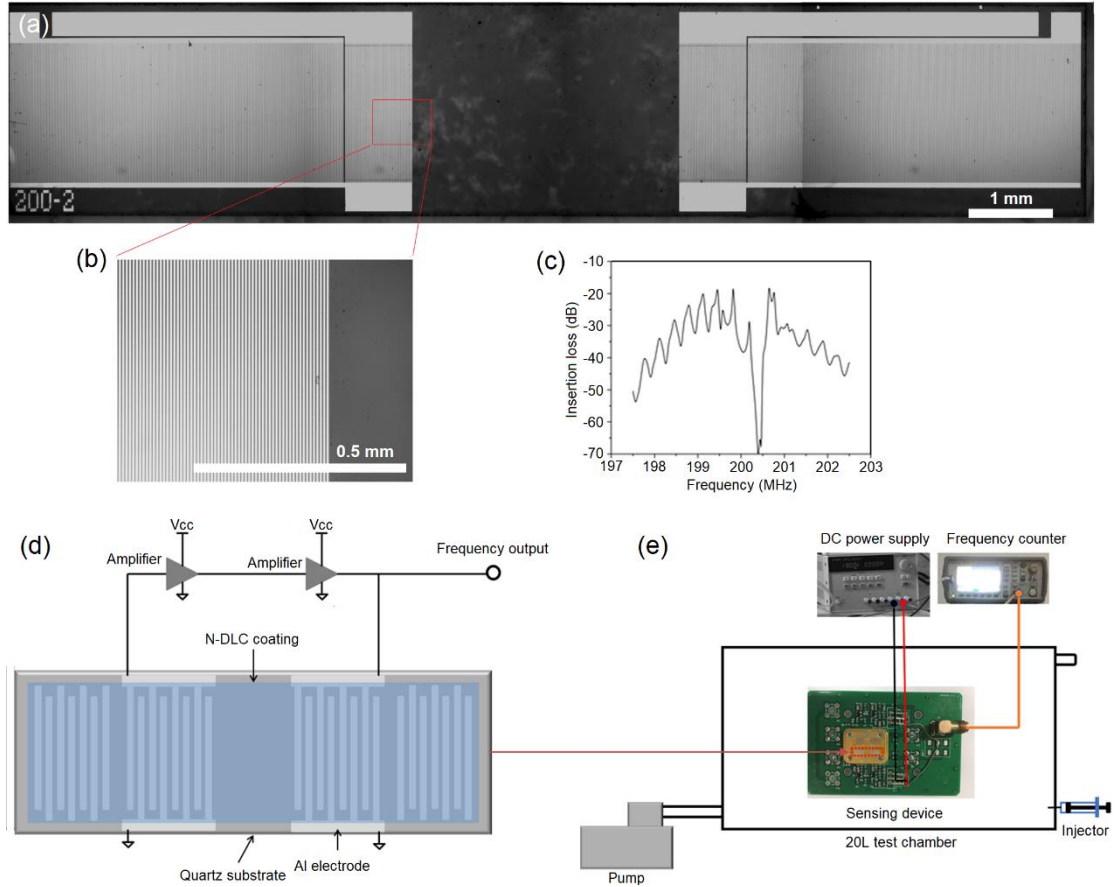 (a)
200-2
1 mm
(b)
0.5 mm
(c)
-10
-20
-30
-40
-50
-60
-70
Insertion loss (dB)
197 198 199 200 201 202 203
Frequency (MHz)
(d)
Vcc Vcc
Amplifier Amplifier
Frequency output
N-DLC coating
Quartz substrate
Al electrode
(e)
DC power supply
Frequency counter
Sensing device
20L test chamber
Injector
Pump